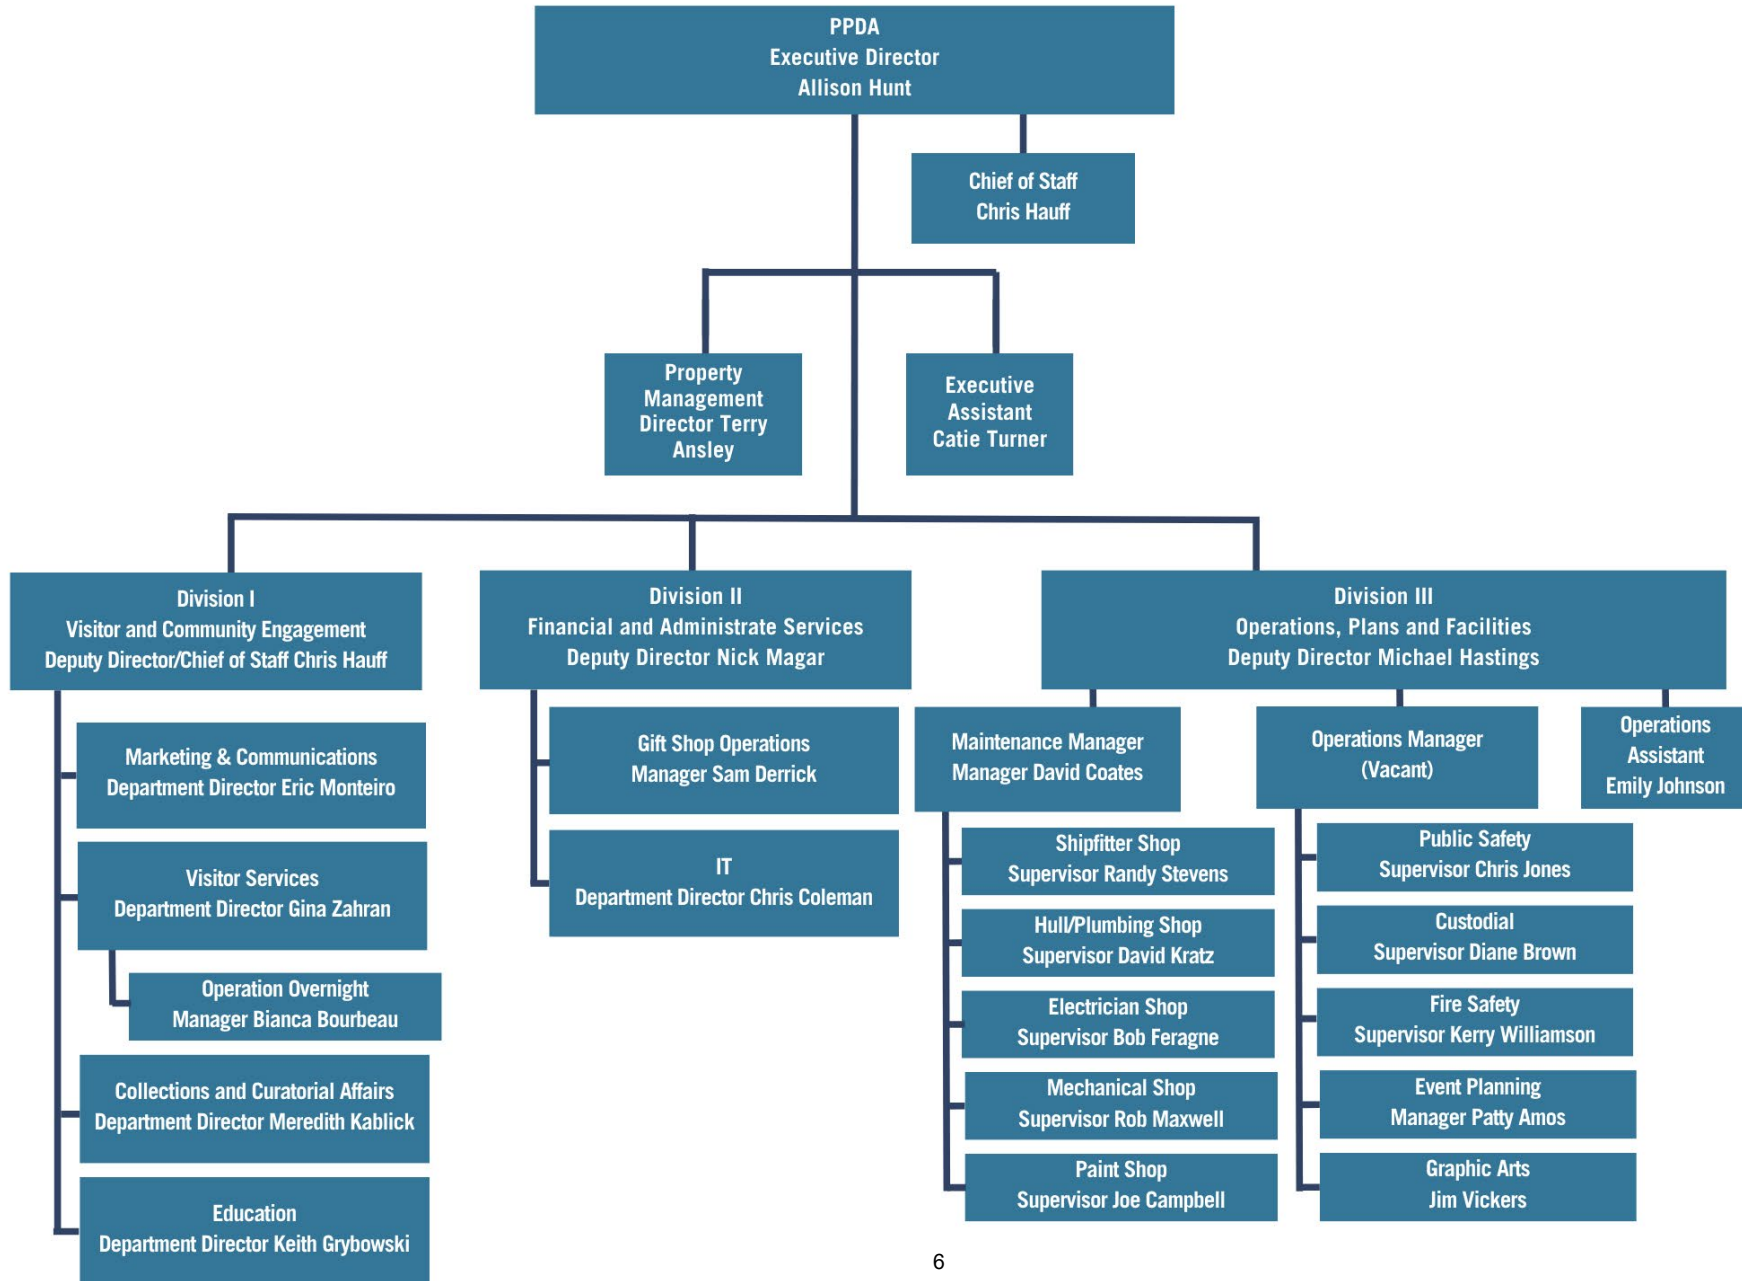 PPDA
Executive Director
Allison Hunt
Chief of Staff
Chris Hauff
Property
Management
Director Terry
Ansley
Executive
Assistant
Catie Turner
Division I
Visitor and Community Engagement
Deputy Director/Chief of Staff Chris Hauff
Marketing & Communications
Department Director Eric Monteiro
Visitor Services
Department Director Gina Zahran
Operation Overnight
Manager Bianca Bourbeau
Collections and Curatorial Affairs
Department Director Meredith Kablick
Education
Department Director Keith Grybowski
Division II
Financial and Administrate Services
Deputy Director Nick Magar
Gift Shop Operations
Manager Sam Derrick
IT
Department Director Chris Coleman
Division III
Operations, Plans and Facilities
Deputy Director Michael Hastings
Maintenance Manager
Manager David Coates
Shipfitter Shop
Supervisor Randy Stevens
Hull/Plumbing Shop
Supervisor David Kratz
Electrician Shop
Supervisor Bob Feragne
Mechanical Shop
Supervisor Rob Maxwell
Paint Shop
Supervisor Joe Campbell
Operations Manager
(Vacant)
Public Safety
Supervisor Chris Jones
Custodial
Supervisor Diane Brown
Fire Safety
Supervisor Kerry Williamson
Event Planning
Manager Patty Amos
Graphic Arts
Jim Vickers
Operations
Assistant
Emily Johnson
6